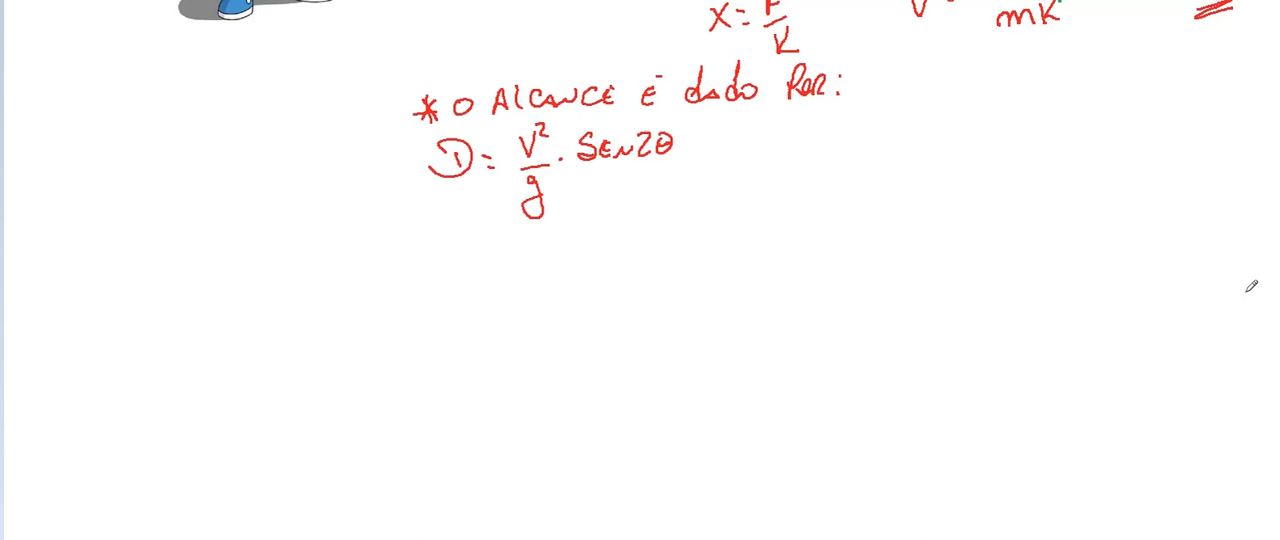 x = F/K
mK
* O ALCANCE É dado POR:
D = V²/g . SEN2θ